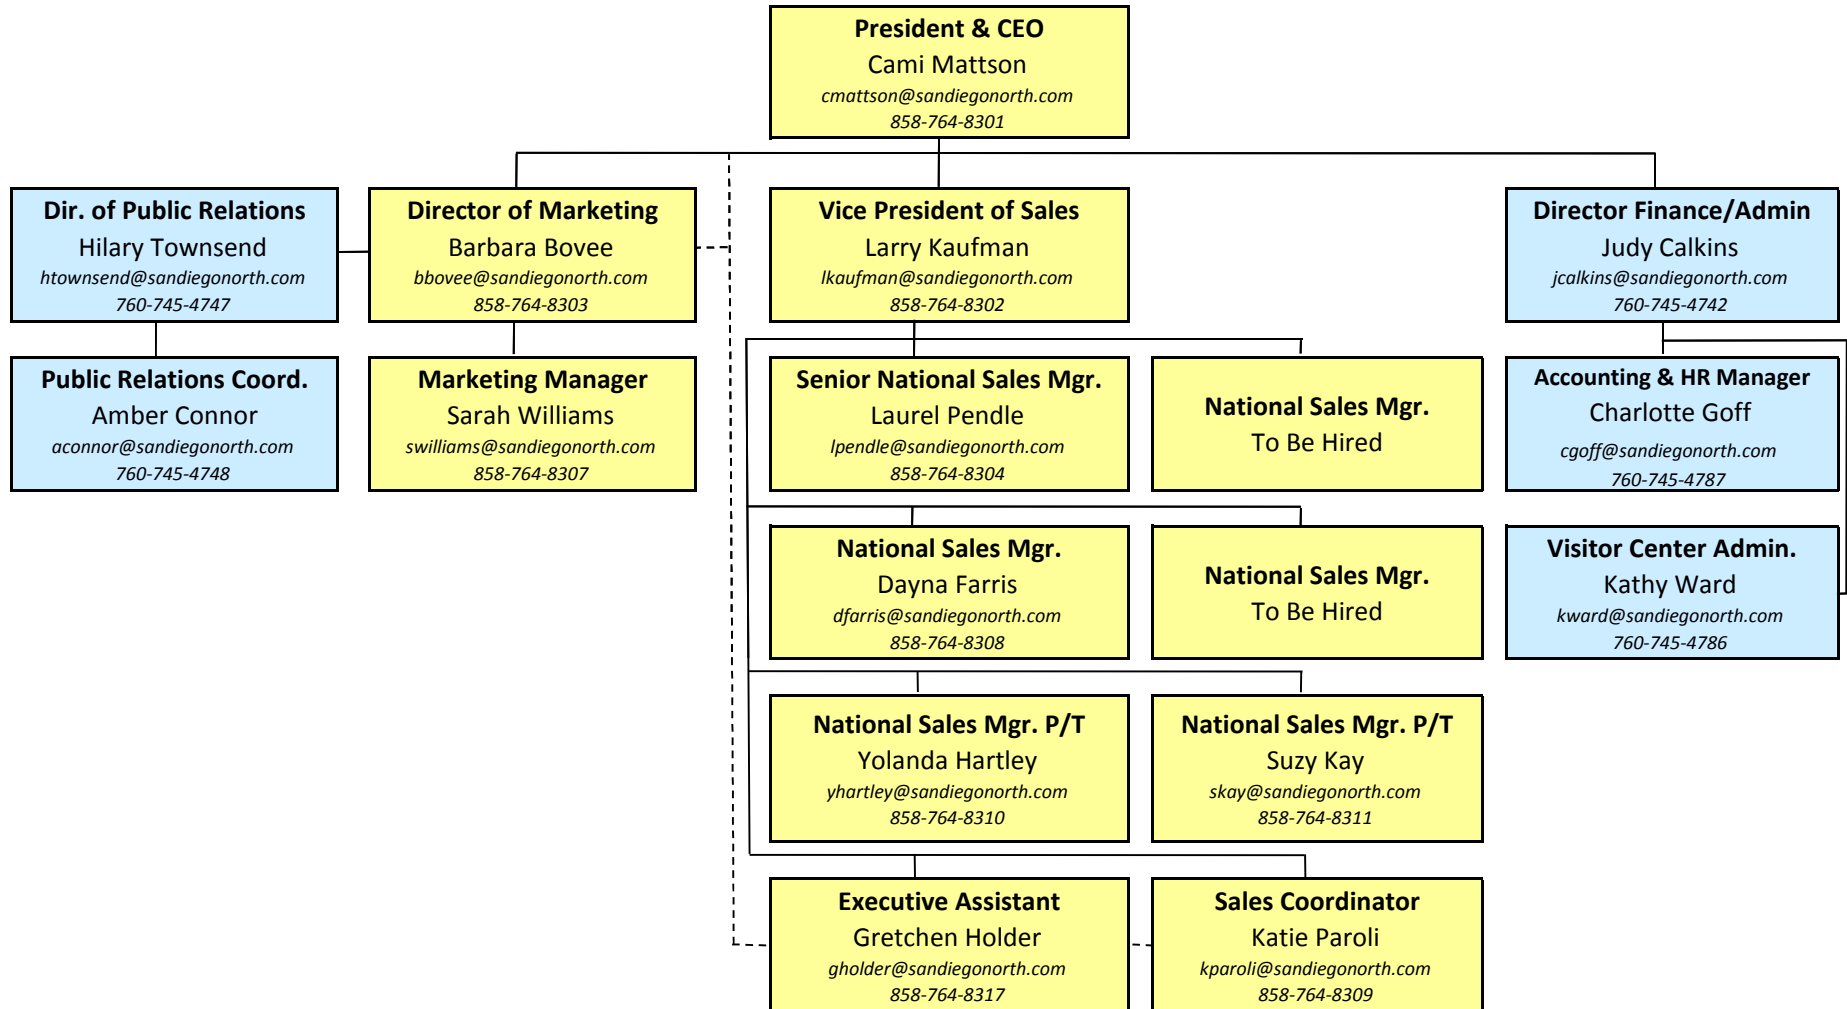 President & CEO
Cami Mattson
cmattson@sandiegonorth.com
858-764-8301
Dir. of Public Relations
Hilary Townsend
htownsend@sandiegonorth.com
760-745-4747
Director of Marketing
Barbara Bovee
bbovee@sandiegonorth.com
858-764-8303
Vice President of Sales
Larry Kaufman
lkaufman@sandiegonorth.com
858-764-8302
Director Finance/Admin
Judy Calkins
jcalkins@sandiegonorth.com
760-745-4742
Public Relations Coord.
Amber Connor
aconnor@sandiegonorth.com
760-745-4748
Marketing Manager
Sarah Williams
swilliams@sandiegonorth.com
858-764-8307
Senior National Sales Mgr.
Laurel Pendle
lpendle@sandiegonorth.com
858-764-8304
National Sales Mgr.
To Be Hired
Accounting & HR Manager
Charlotte Goff
cgoff@sandiegonorth.com
760-745-4787
National Sales Mgr.
Dayna Farris
dfarris@sandiegonorth.com
858-764-8308
National Sales Mgr.
To Be Hired
Visitor Center Admin.
Kathy Ward
kward@sandiegonorth.com
760-745-4786
National Sales Mgr. P/T
Yolanda Hartley
yhartley@sandiegonorth.com
858-764-8310
National Sales Mgr. P/T
Suzy Kay
skay@sandiegonorth.com
858-764-8311
Executive Assistant
Gretchen Holder
gholder@sandiegonorth.com
858-764-8317
Sales Coordinator
Katie Paroli
kparoli@sandiegonorth.com
858-764-8309